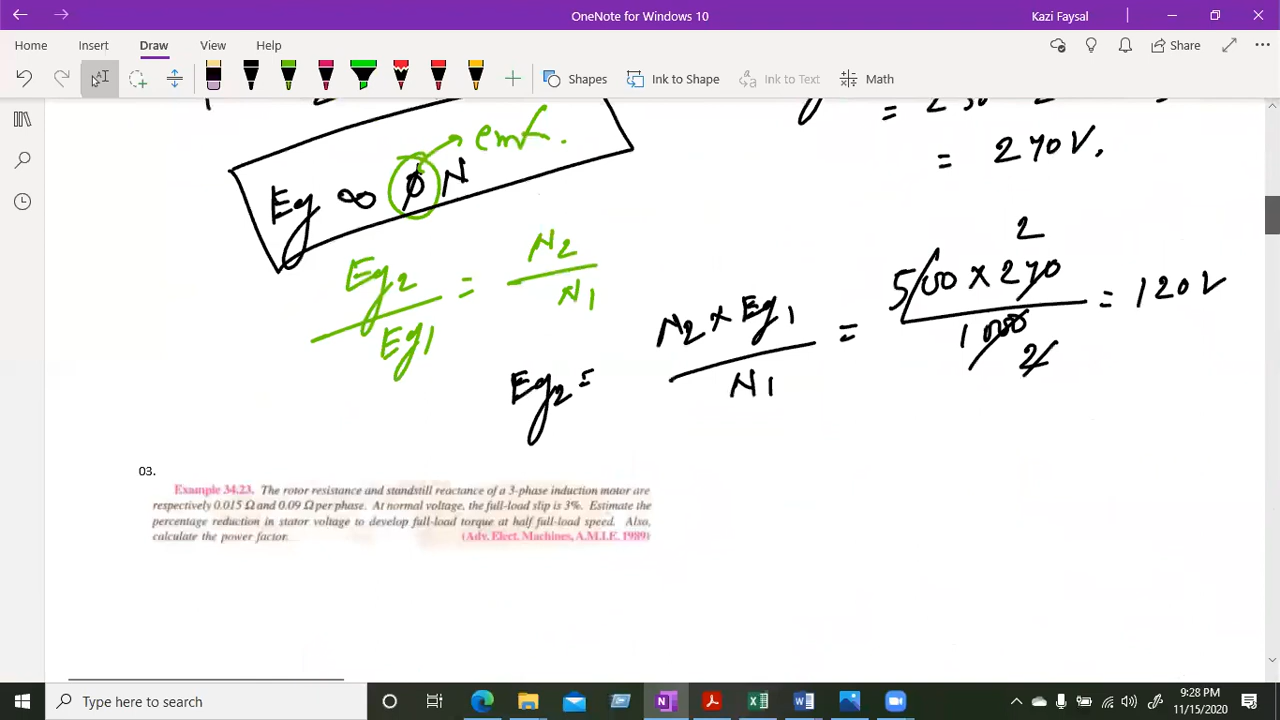 OneNote for Windows 10
Kazi Faysal
Home Insert Draw View Help
Share
Shapes Ink to Shape Ink to Text Math
emf.
Eg ∞ φ N
= 240V.
Eg2 / Eg1 = N2 / N1
Eg2 = N2 × Eg1 / N1 = 500 × 240 / 1000 = 120V
2
2
03.
Example 34.23. The rotor resistance and standstill reactance of a 3-phase induction motor are
respectively 0.015 Ω and 0.09 Ω per phase. At normal voltage, the full-load slip is 3%. Estimate the
percentage reduction in stator voltage to develop full-load torque at half full-load speed. Also,
calculate the power factor. (Adv. Elect. Machines, A.M.I.E. 1989)
Type here to search
9:28 PM
11/15/2020